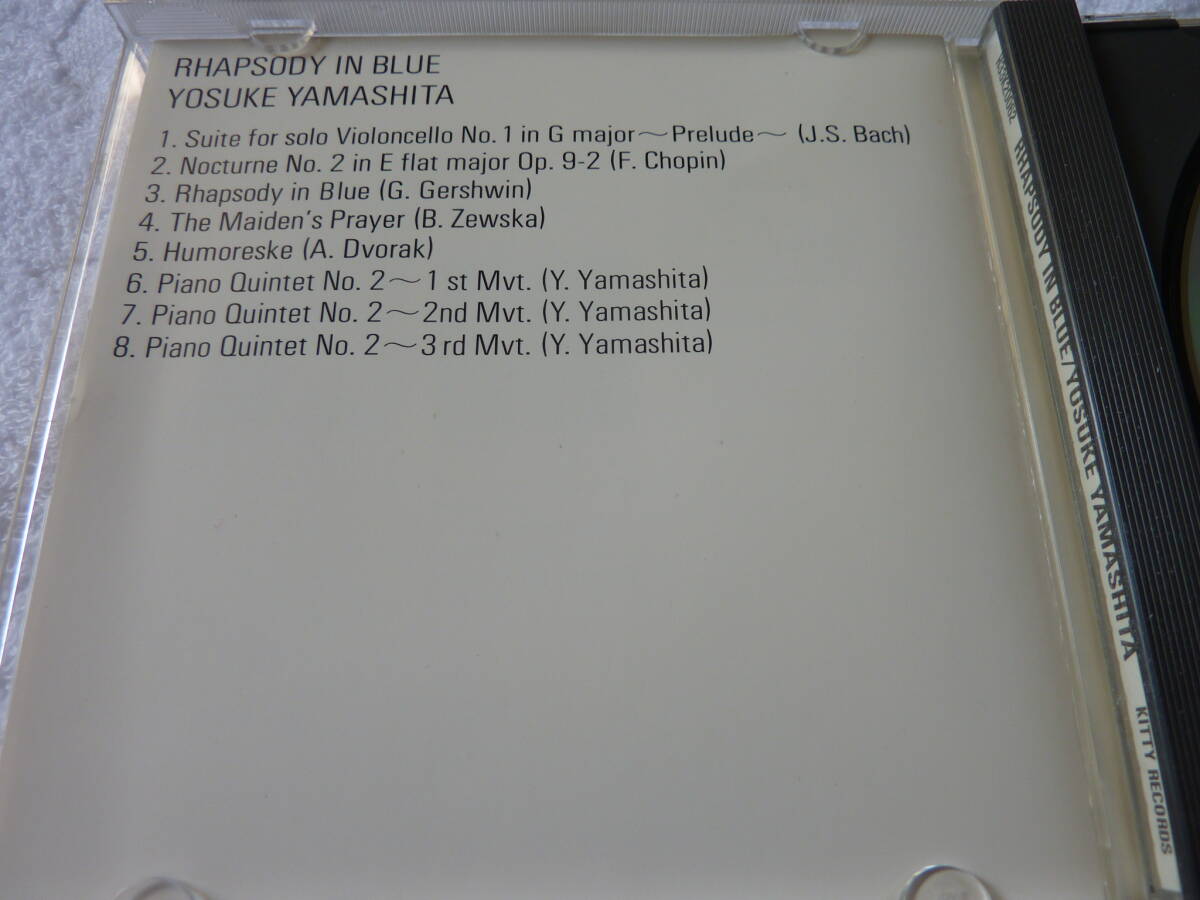 RHAPSODY IN BLUE
YOSUKE YAMASHITA
1. Suite for solo Violoncello No. 1 in G major～Prelude～ (J.S. Bach)
2. Nocturne No. 2 in E flat major Op. 9-2 (F. Chopin)
3. Rhapsody in Blue (G. Gershwin)
4. The Maiden's Prayer (B. Zewska)
5. Humoreske (A. Dvorak)
6. Piano Quintet No. 2～1 st Mvt. (Y. Yamashita)
7. Piano Quintet No. 2～2nd Mvt. (Y. Yamashita)
8. Piano Quintet No. 2～3 rd Mvt. (Y. Yamashita)
RHAPSODY IN BLUE/YOSUKE YAMASHITA KITTY RECORDS